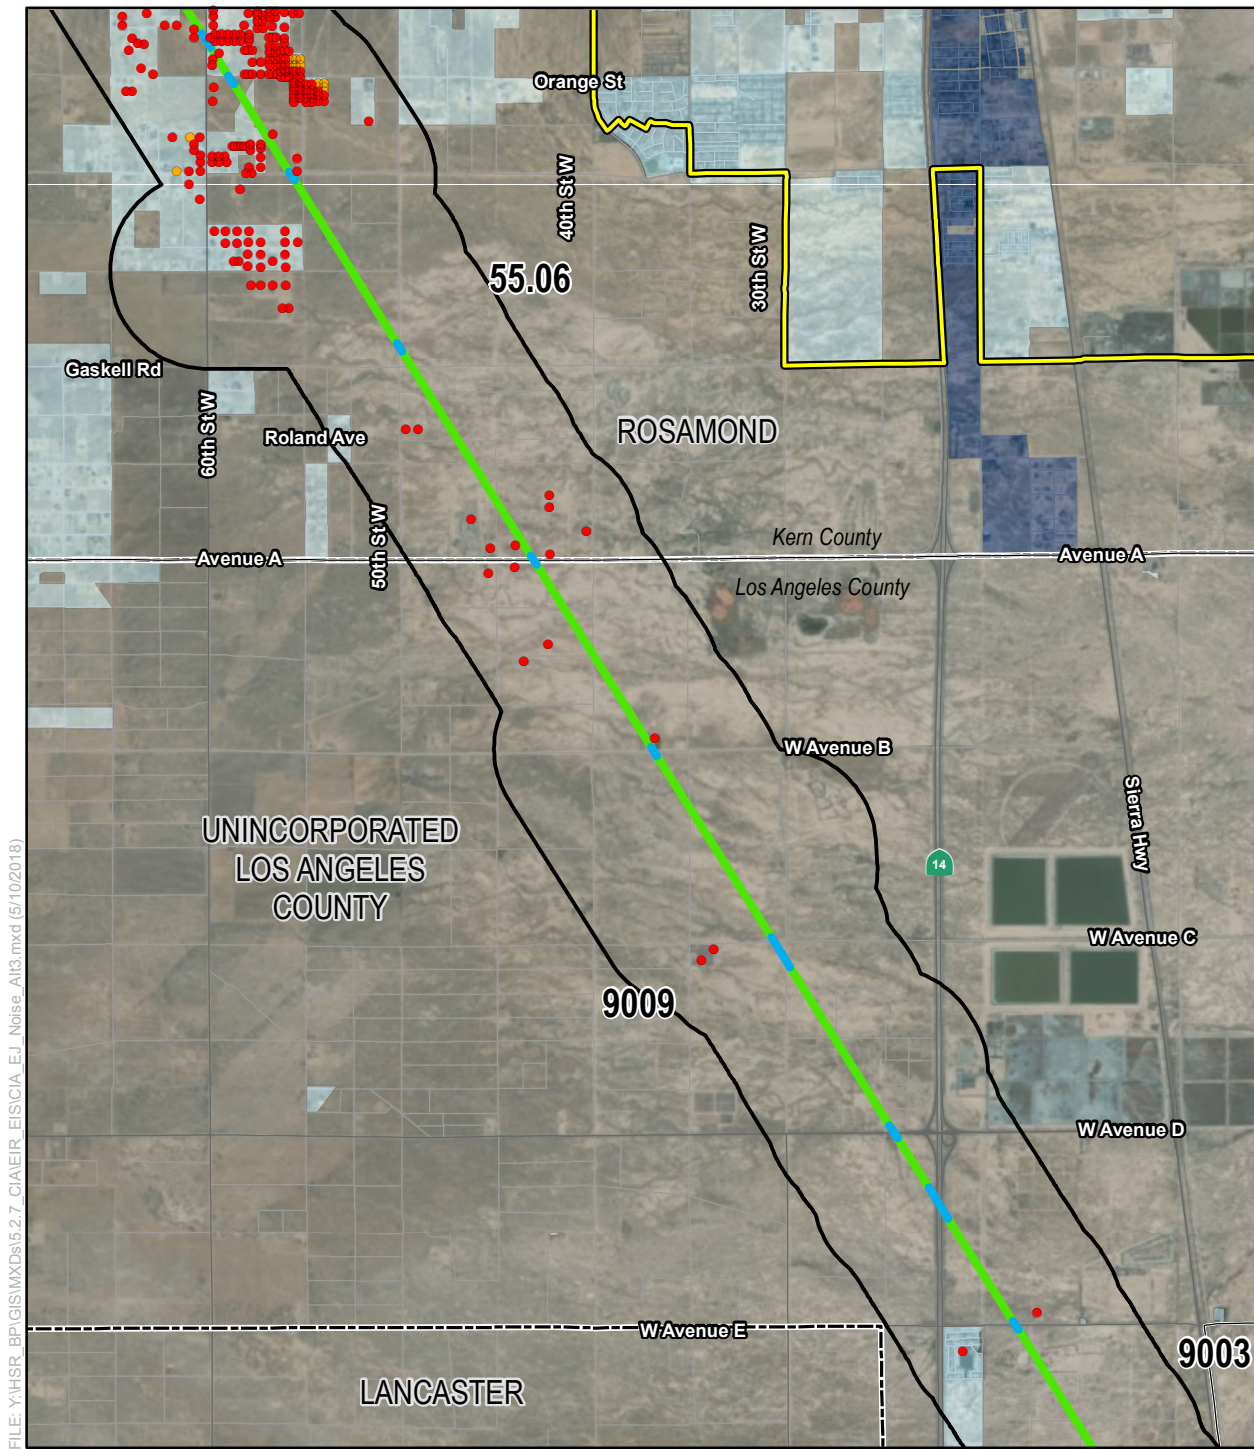 Orange St
40th St W
30th St W
55.06
Gaskell Rd
60th St W
Roland Ave
ROSAMOND
50th St W
Kern County
Avenue A
Avenue A
Los Angeles County
W Avenue B
Sierra Hwy
UNINCORPORATED
LOS ANGELES
COUNTY
14
W Avenue C
9009
W Avenue D
W Avenue E
9003
LANCASTER
FILE: Y:\HSR_BP\GIS\MXDs\5.2.7_CIA\EIR_EIS\CIA_EJ_Noise_Alt3.mxd (5/10/2018)